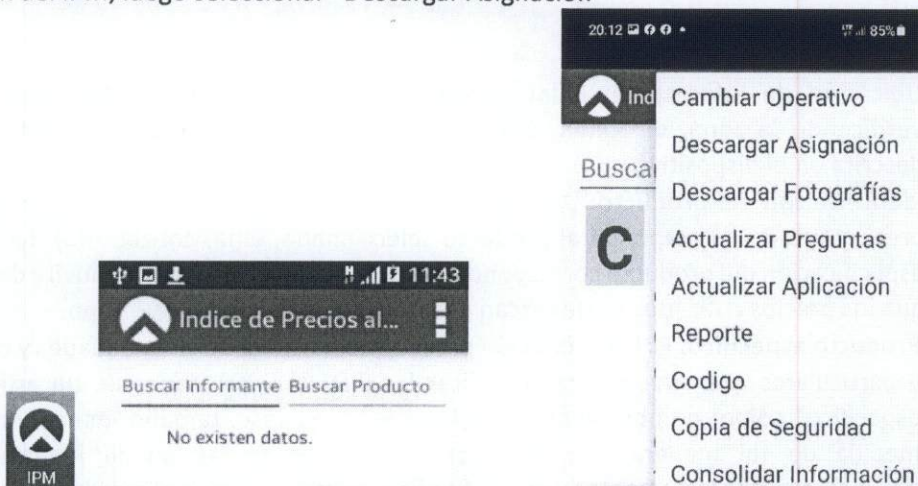 luego seleccionar "Descargar Asignación"
20:12
85%
Ind
Cambiar Operativo
Descargar Asignación
Buscar
Descargar Fotografías
C
Actualizar Preguntas
Actualizar Aplicación
Reporte
Codigo
Copia de Seguridad
Consolidar Información
11:43
Indice de Precios al...
Buscar Informante Buscar Producto
No existen datos.
IPM